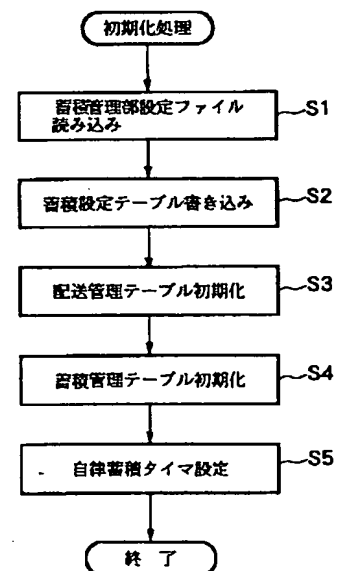 初期化処理
蓄積管理部設定ファイル
読み込み
S1
蓄積設定テーブル書き込み
S2
配送管理テーブル初期化
S3
蓄積管理テーブル初期化
S4
自律蓄積タイマ設定
S5
終 了